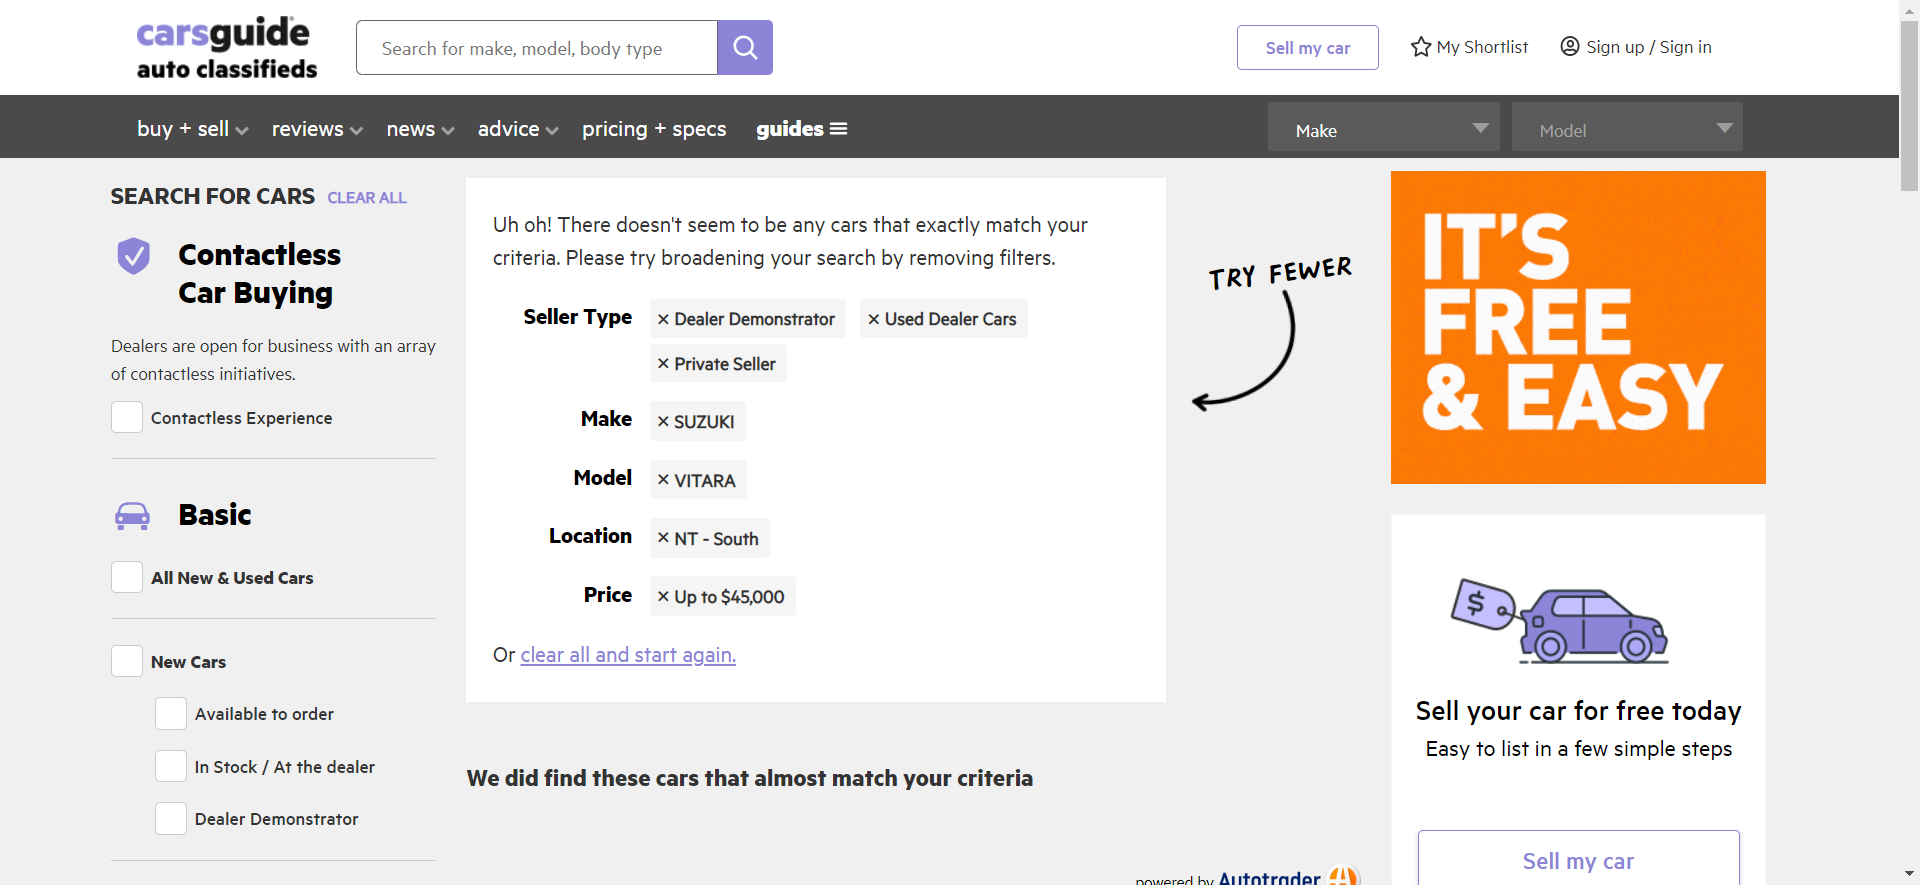 carsguide
auto classifieds
Search for make, model, body type
Sell my car
My Shortlist
Sign up / Sign in
buy + sell
reviews
news
advice
pricing + specs
guides
Make
Model
SEARCH FOR CARS CLEAR ALL
Contactless
Car Buying
Dealers are open for business with an array
of contactless initiatives.
Contactless Experience
Basic
All New & Used Cars
New Cars
Available to order
In Stock / At the dealer
Dealer Demonstrator
Uh oh! There doesn't seem to be any cars that exactly match your
criteria. Please try broadening your search by removing filters.
Seller Type × Dealer Demonstrator × Used Dealer Cars
× Private Seller
Make × SUZUKI
Model × VITARA
Location × NT - South
Price × Up to $45,000
Or clear all and start again.
TRY FEWER
We did find these cars that almost match your criteria
powered by Autotrader
IT'S
FREE
& EASY
$
Sell your car for free today
Easy to list in a few simple steps
Sell my car